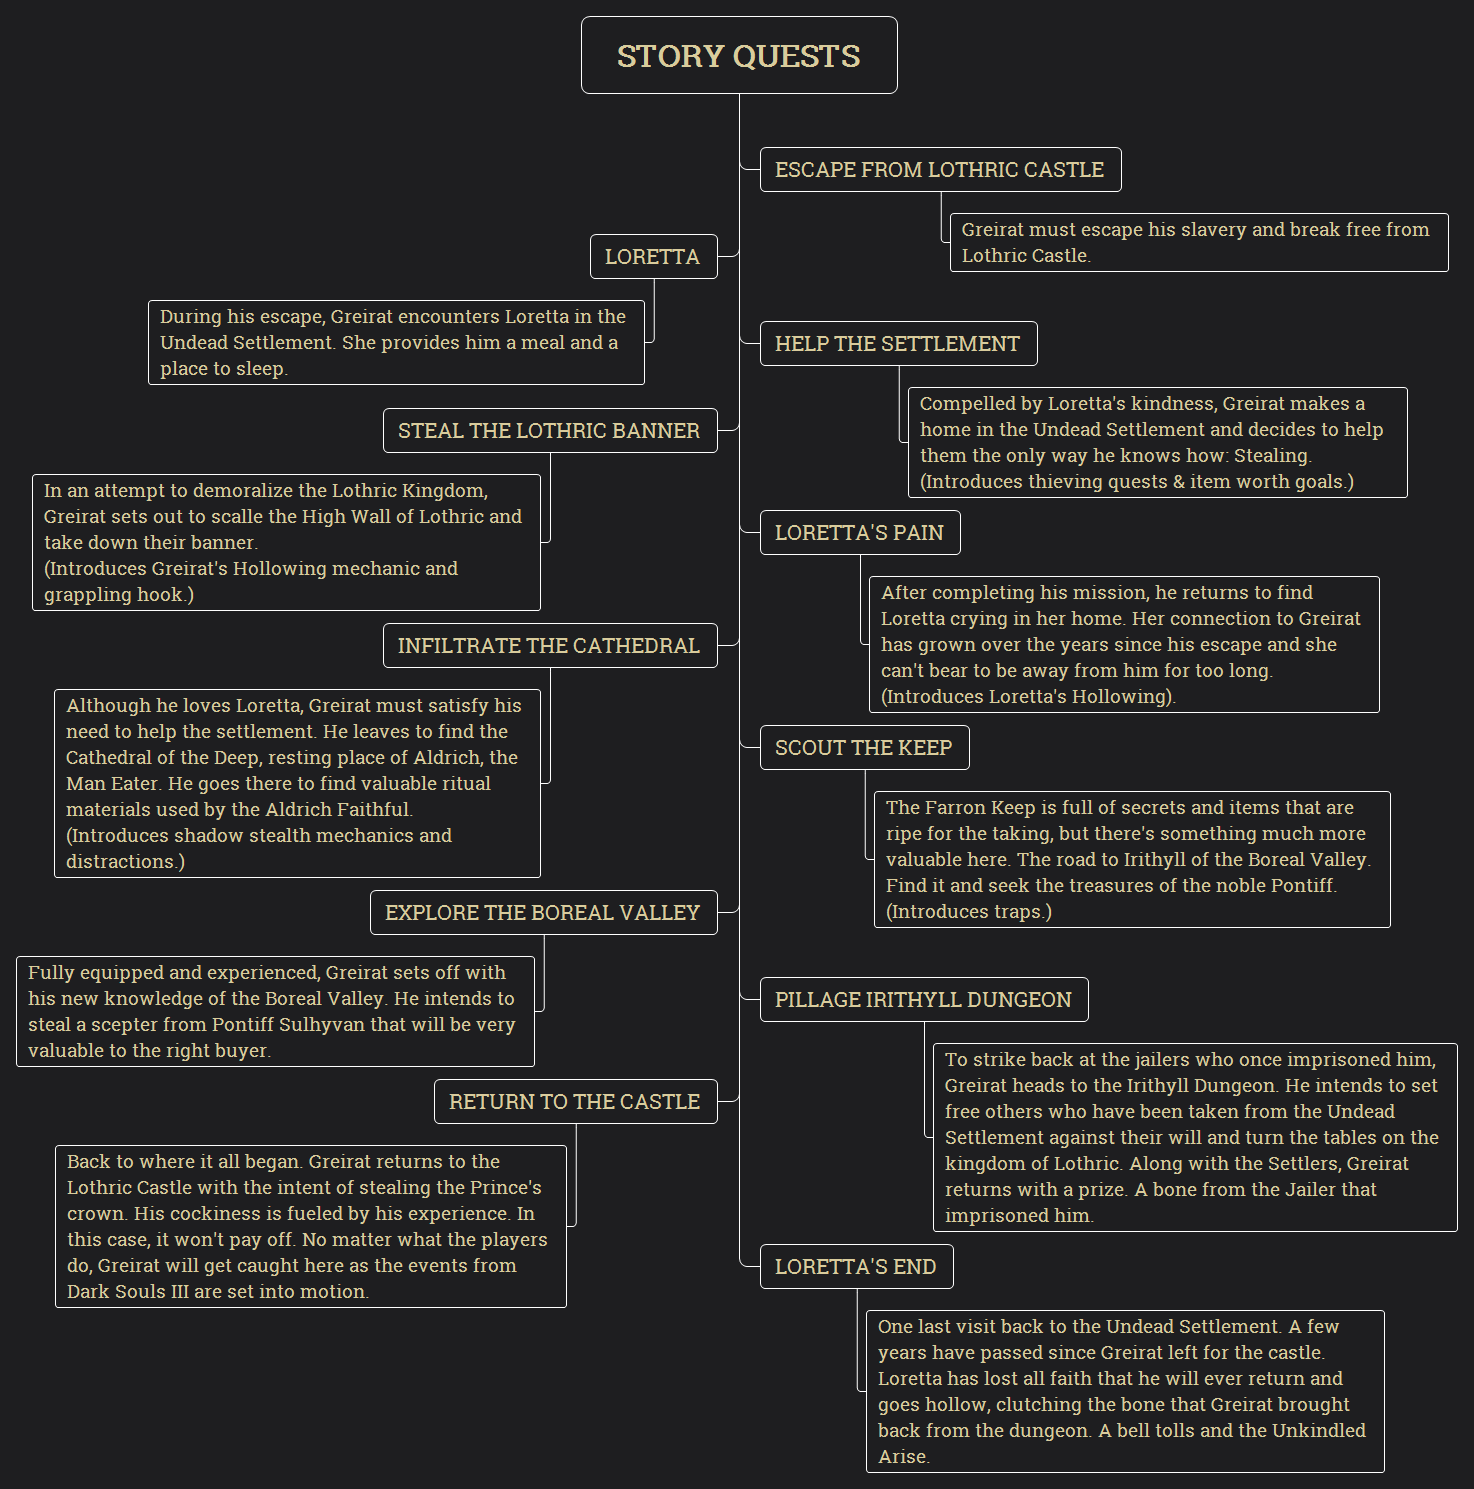 STORY QUESTS
ESCAPE FROM LOTHRIC CASTLE
Greirat must escape his slavery and break free from
Lothric Castle.
LORETTA
During his escape, Greirat encounters Loretta in the
Undead Settlement. She provides him a meal and a
place to sleep.
HELP THE SETTLEMENT
Compelled by Loretta's kindness, Greirat makes a
home in the Undead Settlement and decides to help
them the only way he knows how: Stealing.
(Introduces thieving quests & item worth goals.)
STEAL THE LOTHRIC BANNER
In an attempt to demoralize the Lothric Kingdom,
Greirat sets out to scalle the High Wall of Lothric and
take down their banner.
(Introduces Greirat's Hollowing mechanic and
grappling hook.)
LORETTA'S PAIN
After completing his mission, he returns to find
Loretta crying in her home. Her connection to Greirat
has grown over the years since his escape and she
can't bear to be away from him for too long.
(Introduces Loretta's Hollowing).
INFILTRATE THE CATHEDRAL
Although he loves Loretta, Greirat must satisfy his
need to help the settlement. He leaves to find the
Cathedral of the Deep, resting place of Aldrich, the
Man Eater. He goes there to find valuable ritual
materials used by the Aldrich Faithful.
(Introduces shadow stealth mechanics and
distractions.)
SCOUT THE KEEP
The Farron Keep is full of secrets and items that are
ripe for the taking, but there's something much more
valuable here. The road to Irithyll of the Boreal Valley.
Find it and seek the treasures of the noble Pontiff.
(Introduces traps.)
EXPLORE THE BOREAL VALLEY
Fully equipped and experienced, Greirat sets off with
his new knowledge of the Boreal Valley. He intends to
steal a scepter from Pontiff Sulhyvan that will be very
valuable to the right buyer.
PILLAGE IRITHYLL DUNGEON
To strike back at the jailers who once imprisoned him,
Greirat heads to the Irithyll Dungeon. He intends to set
free others who have been taken from the Undead
Settlement against their will and turn the tables on the
kingdom of Lothric. Along with the Settlers, Greirat
returns with a prize. A bone from the Jailer that
imprisoned him.
RETURN TO THE CASTLE
Back to where it all began. Greirat returns to the
Lothric Castle with the intent of stealing the Prince's
crown. His cockiness is fueled by his experience. In
this case, it won't pay off. No matter what the players
do, Greirat will get caught here as the events from
Dark Souls III are set into motion.
LORETTA'S END
One last visit back to the Undead Settlement. A few
years have passed since Greirat left for the castle.
Loretta has lost all faith that he will ever return and
goes hollow, clutching the bone that Greirat brought
back from the dungeon. A bell tolls and the Unkindled
Arise.